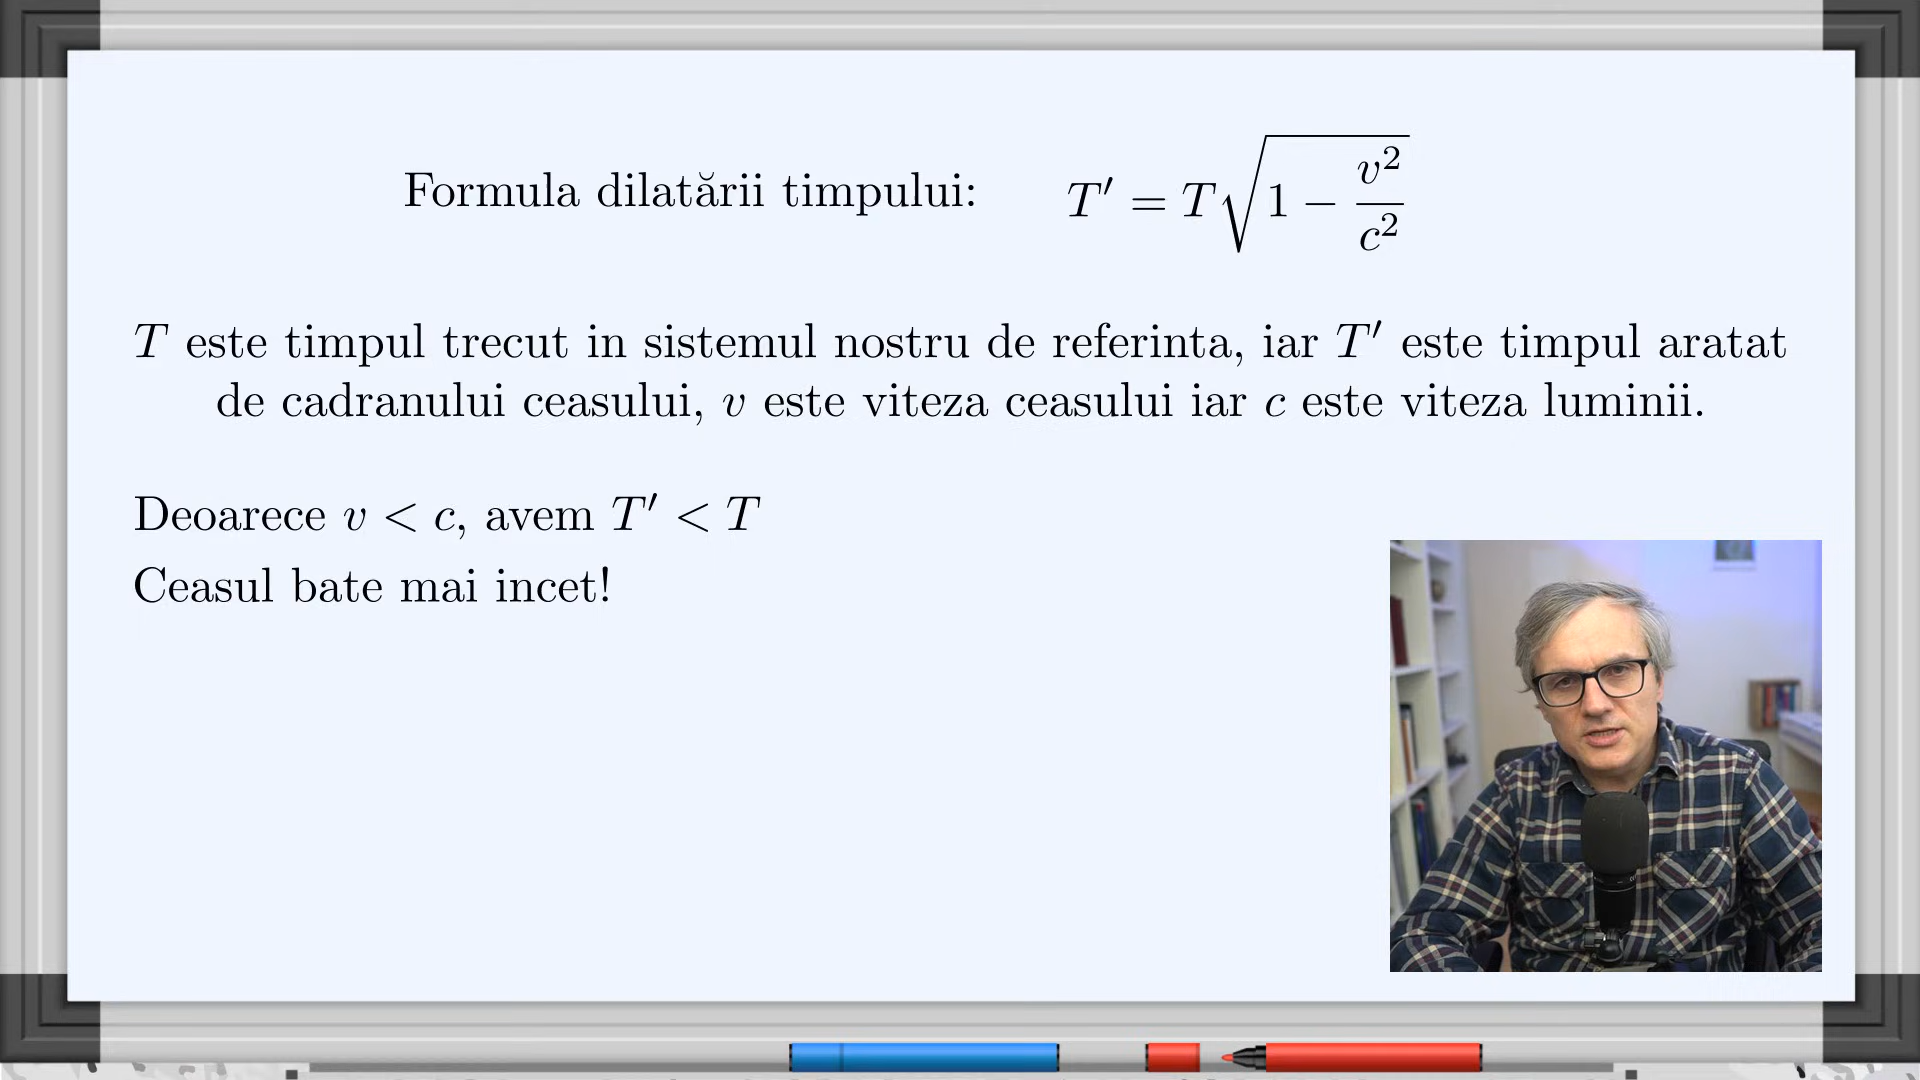 Formula dilatării timpului: T′ = T√(1 − v²/c²)
T este timpul trecut in sistemul nostru de referinta, iar T′ este timpul aratat
de cadranului ceasului, v este viteza ceasului iar c este viteza luminii.
Deoarece v < c, avem T′ < T
Ceasul bate mai incet!